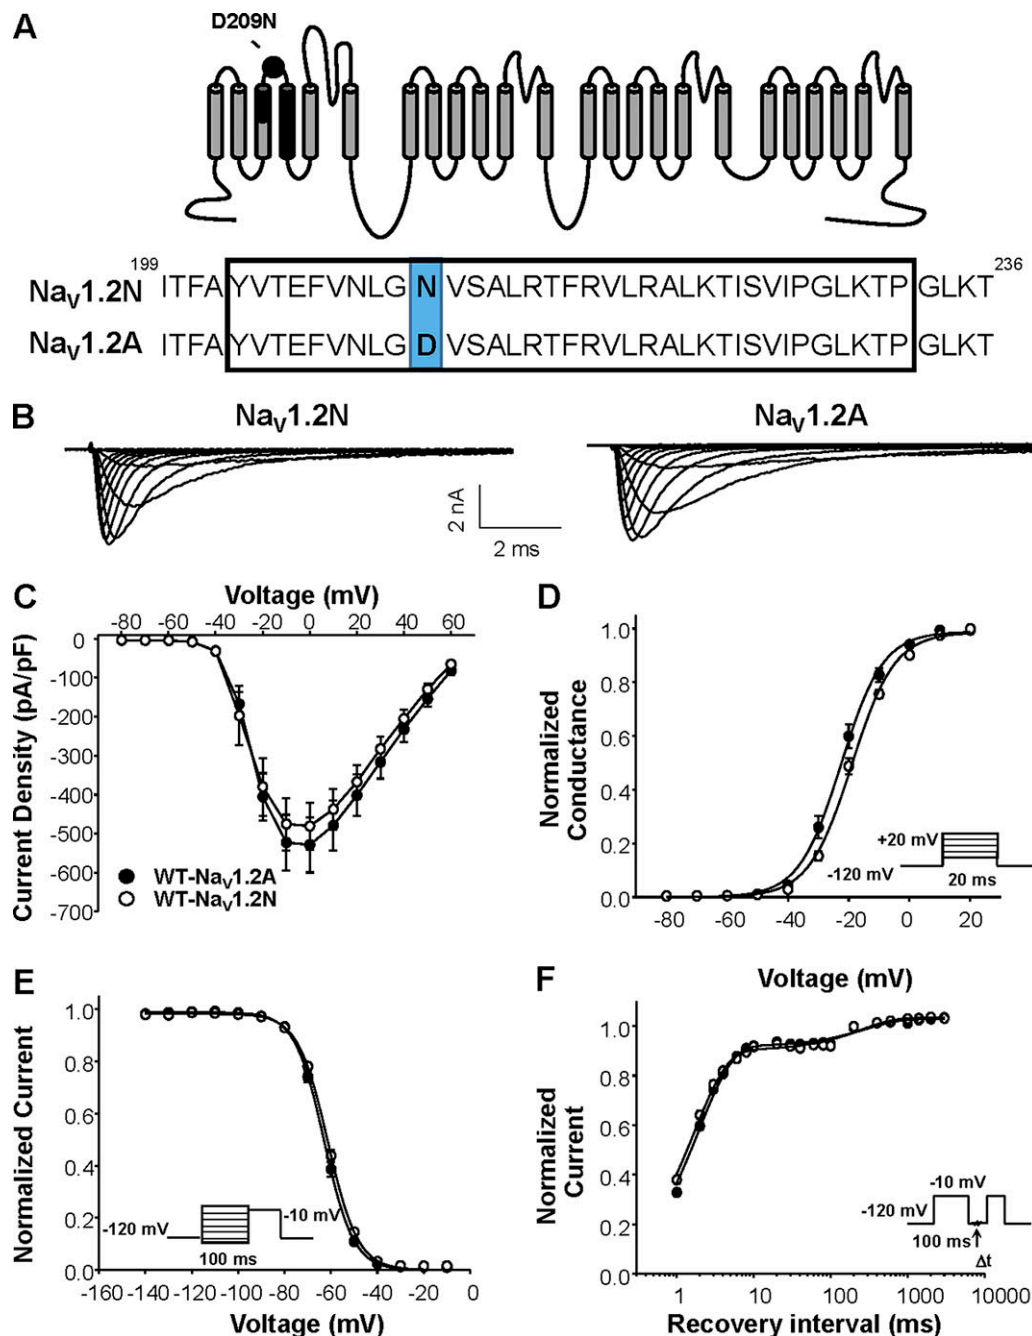 A
D209N
199 236
NaV1.2N ITFAYVTEFVNLG N VSALRTFRVLRALKTISVIPGLKTP GLKT
NaV1.2A ITFAYVTEFVNLG D VSALRTFRVLRALKTISVIPGLKTP GLKT
B
NaV1.2N NaV1.2A
2 nA
2 ms
C
Voltage (mV)
-80 -60 -40 -20 0 20 40 60
Current Density (pA/pF)
0
-100
-200
-300
-400
-500
-600
-700
WT-NaV1.2A
WT-NaV1.2N
D
Normalized
Conductance
1.0
0.8
0.6
0.4
0.2
0.0
+20 mV
-120 mV
20 ms
-80 -60 -40 -20 0 20
Voltage (mV)
E
Normalized Current
1.0
0.8
0.6
0.4
0.2
0.0
-120 mV
-10 mV
100 ms
-160 -140 -120 -100 -80 -60 -40 -20 0
Voltage (mV)
F
Normalized
Current
1.0
0.8
0.6
0.4
0.2
0.0
-10 mV
-120 mV
100 ms
Δt
1 10 100 1000 10000
Recovery interval (ms)